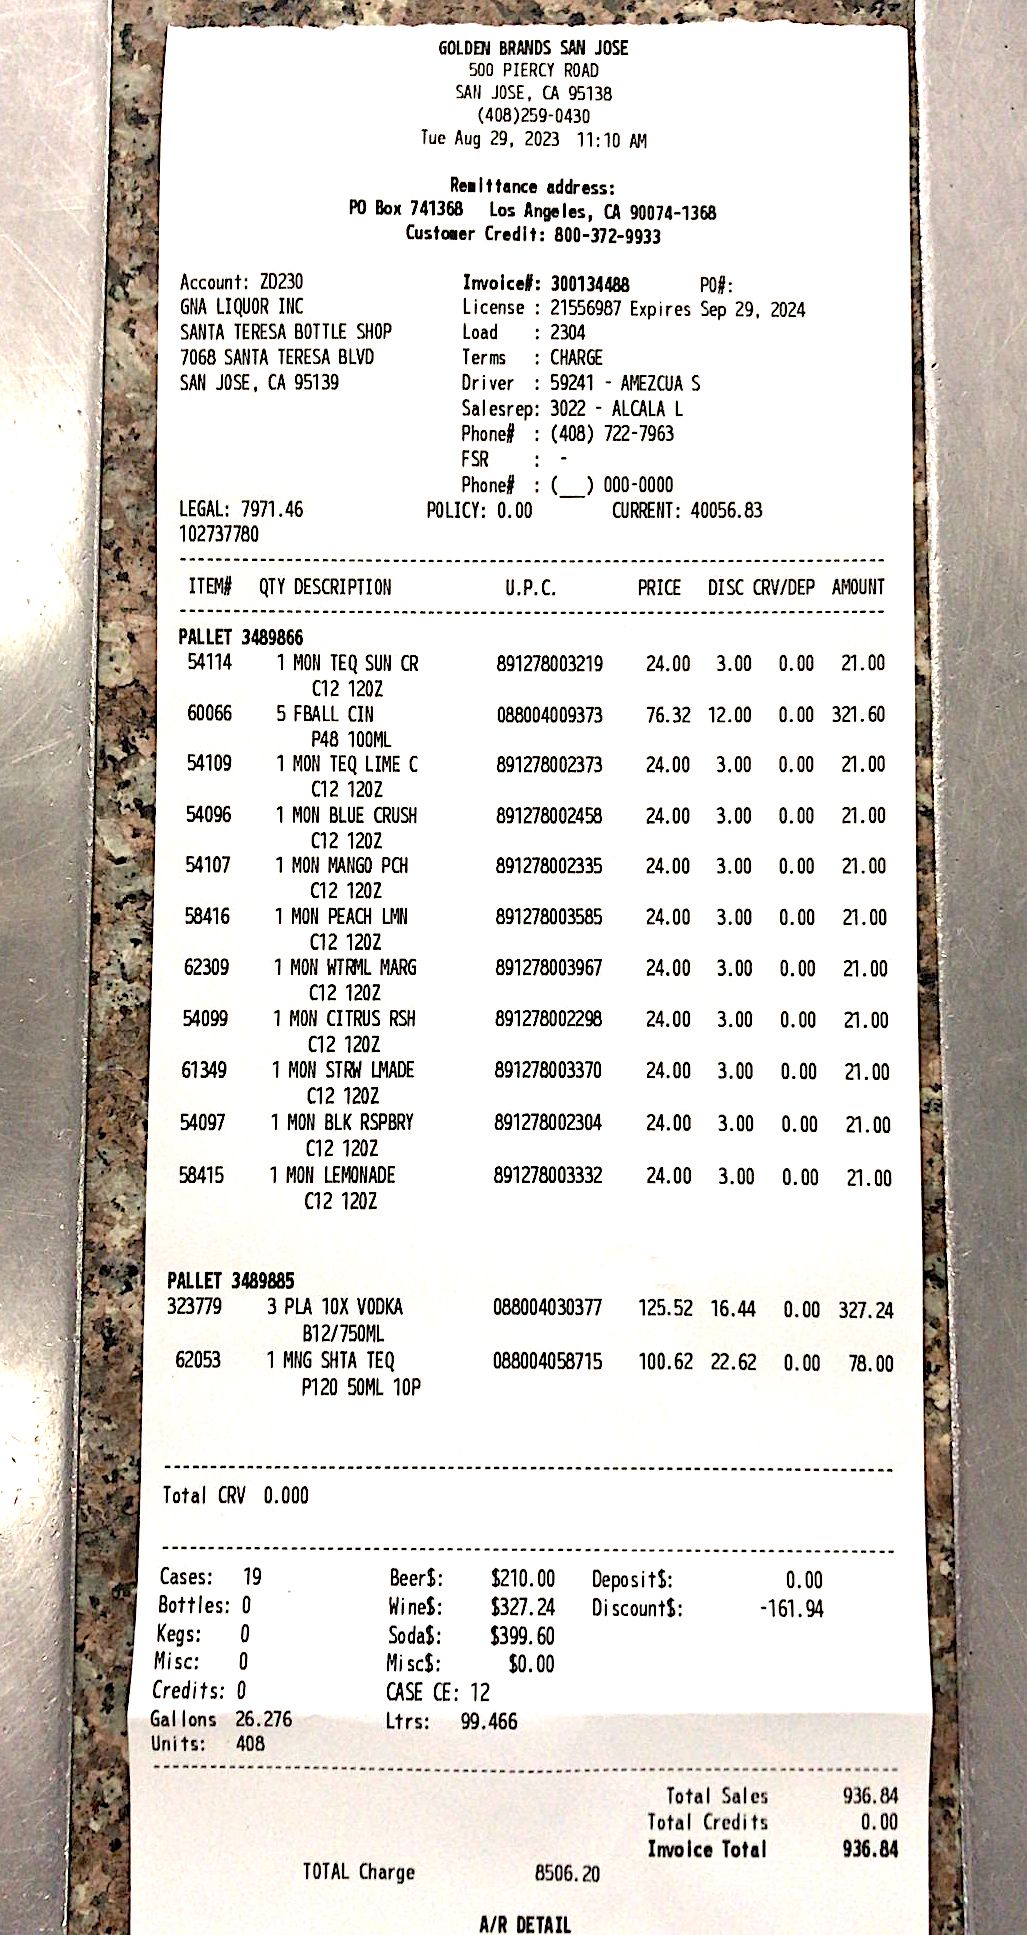 GOLDEN BRANDS SAN JOSE
500 PIERCY ROAD
SAN JOSE, CA 95138
(408)259-0430
Tue Aug 29, 2023 11:10 AM
Remittance address:
PO Box 741368 Los Angeles, CA 90074-1368
Customer Credit: 800-372-9933
Account: ZD230 Invoice#: 300134488 PO#:
GNA LIQUOR INC License : 21556987 Expires Sep 29, 2024
SANTA TERESA BOTTLE SHOP Load : 2304
7068 SANTA TERESA BLVD Terms : CHARGE
SAN JOSE, CA 95139 Driver : 59241 - AMEZCUA S
Salesrep: 3022 - ALCALA L
Phone# : (408) 722-7963
FSR : -
Phone# : (__) 000-0000
LEGAL: 7971.46 POLICY: 0.00 CURRENT: 40056.83
102737780
ITEM# QTY DESCRIPTION U.P.C. PRICE DISC CRV/DEP AMOUNT
PALLET 3489866
54114 1 MON TEQ SUN CR 891278003219 24.00 3.00 0.00 21.00
C12 12OZ
60066 5 FBALL CIN 088004009373 76.32 12.00 0.00 321.60
P48 100ML
54109 1 MON TEQ LIME C 891278002373 24.00 3.00 0.00 21.00
C12 12OZ
54096 1 MON BLUE CRUSH 891278002458 24.00 3.00 0.00 21.00
C12 12OZ
54107 1 MON MANGO PCH 891278002335 24.00 3.00 0.00 21.00
C12 12OZ
58416 1 MON PEACH LMN 891278003585 24.00 3.00 0.00 21.00
C12 12OZ
62309 1 MON WTRML MARG 891278003967 24.00 3.00 0.00 21.00
C12 12OZ
54099 1 MON CITRUS RSH 891278002298 24.00 3.00 0.00 21.00
C12 12OZ
61349 1 MON STRW LMADE 891278003370 24.00 3.00 0.00 21.00
C12 12OZ
54097 1 MON BLK RSPBRY 891278002304 24.00 3.00 0.00 21.00
C12 12OZ
58415 1 MON LEMONADE 891278003332 24.00 3.00 0.00 21.00
C12 12OZ
PALLET 3489885
323779 3 PLA 10X VODKA 088004030377 125.52 16.44 0.00 327.24
B12/750ML
62053 1 MNG SHTA TEQ 088004058715 100.62 22.62 0.00 78.00
P120 50ML 10P
Total CRV 0.000
Cases: 19 Beer$: $210.00 Deposit$: 0.00
Bottles: 0 Wine$: $327.24 Discount$: -161.94
Kegs: 0 Soda$: $399.60
Misc: 0 Misc$: $0.00
Credits: 0 CASE CE: 12
Gallons 26.276 Ltrs: 99.466
Units: 408
Total Sales 936.84
Total Credits 0.00
Invoice Total 936.84
TOTAL Charge 8506.20
A/R DETAIL